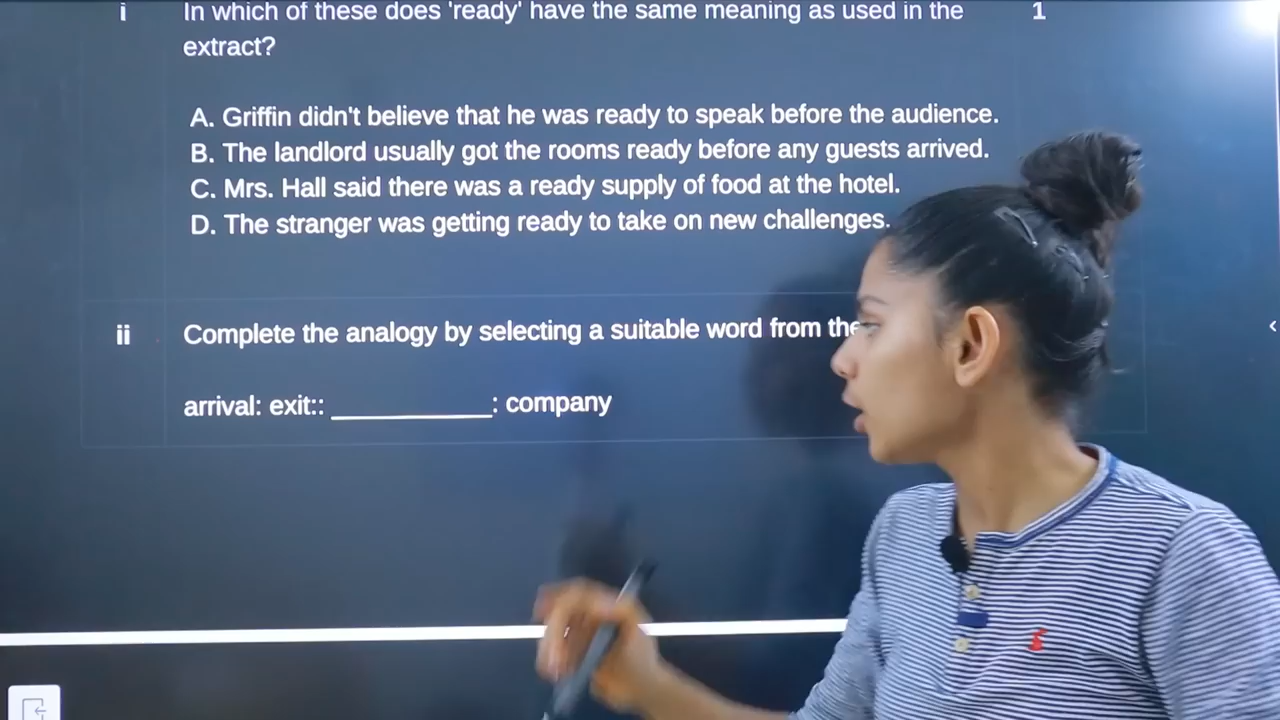 i In which of these does 'ready' have the same meaning as used in the 1
extract?
A. Griffin didn't believe that he was ready to speak before the audience.
B. The landlord usually got the rooms ready before any guests arrived.
C. Mrs. Hall said there was a ready supply of food at the hotel.
D. The stranger was getting ready to take on new challenges.
ii Complete the analogy by selecting a suitable word from the
arrival: exit:: ____________: company